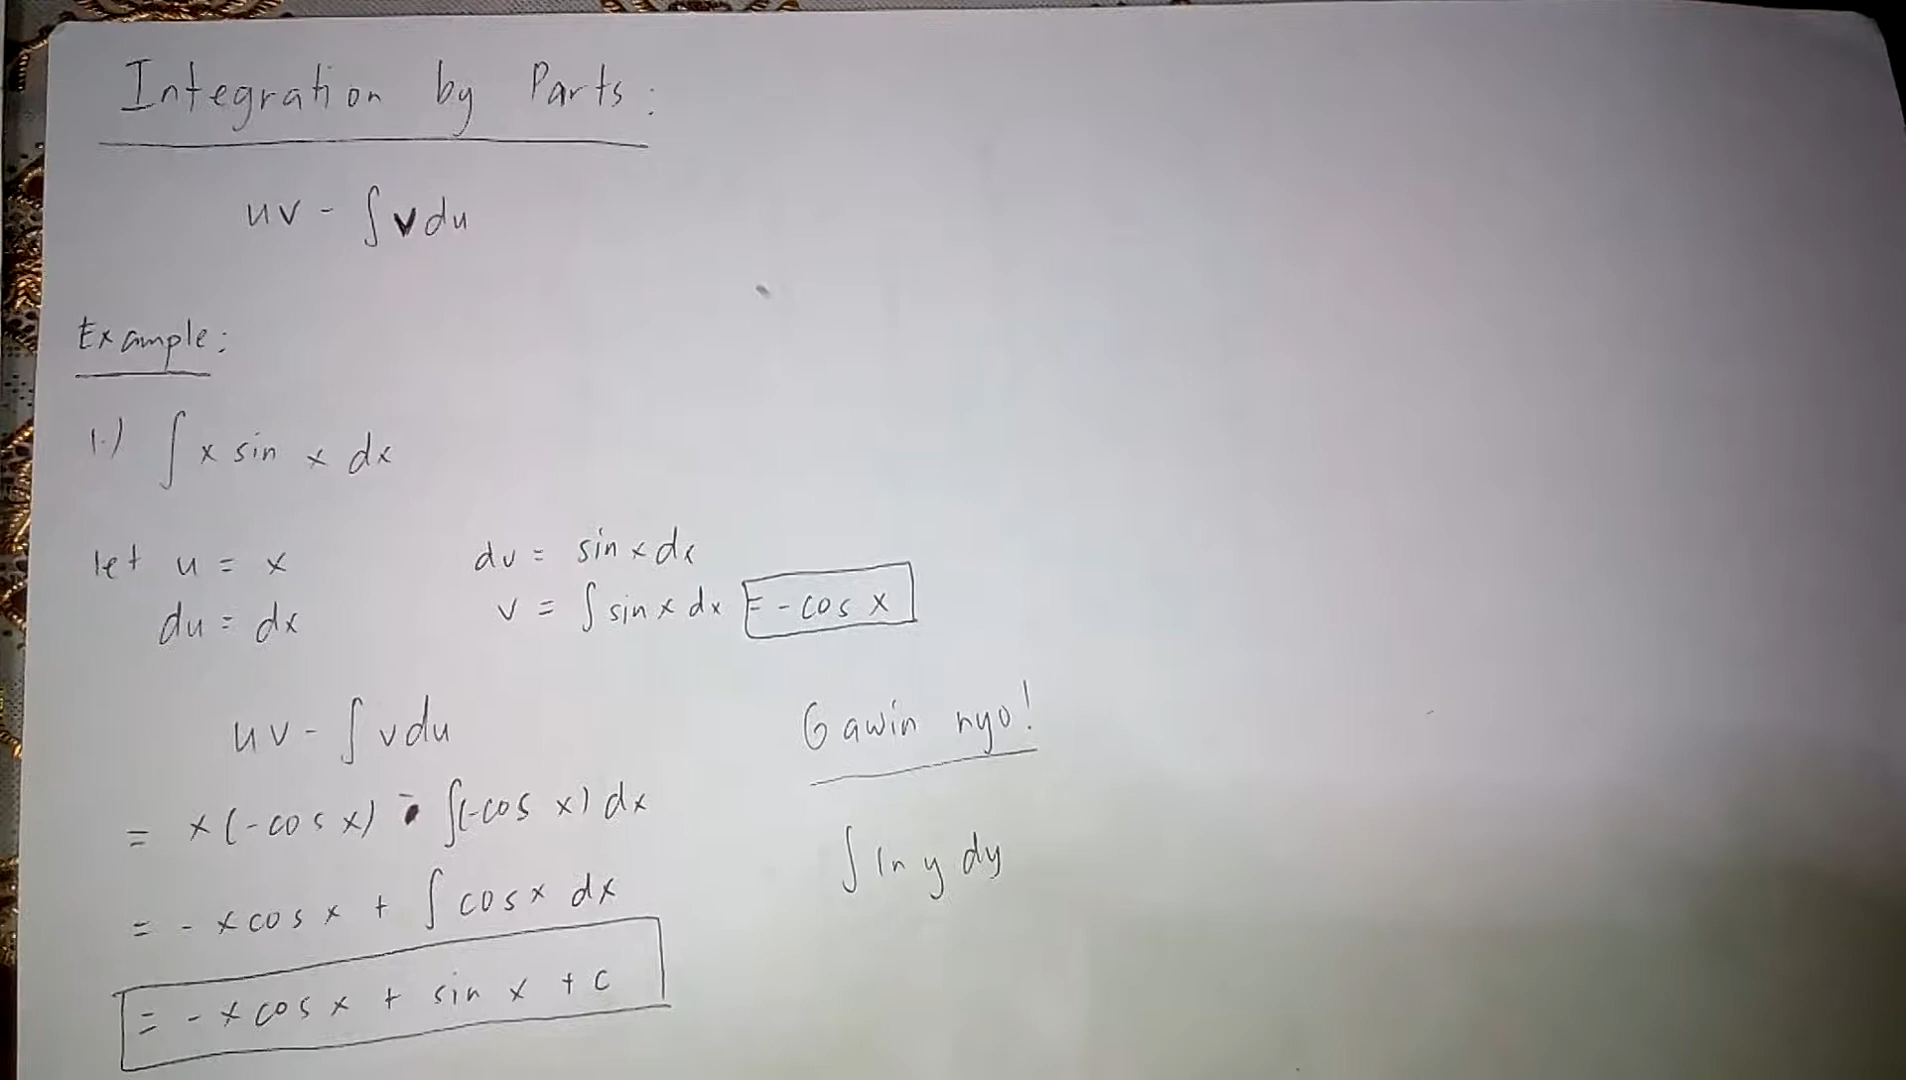 Integration by Parts:
uv - ∫vdu
Example:
1.) ∫x sin x dx
let u = x
du = dx
dv = sin x dx
v = ∫ sin x dx = - cos x
uv - ∫vdu
= x(-cos x) - ∫(-cos x) dx
= - x cos x + ∫ cos x dx
= - x cos x + sin x + c
Gawin nyo!
∫ ln y dy